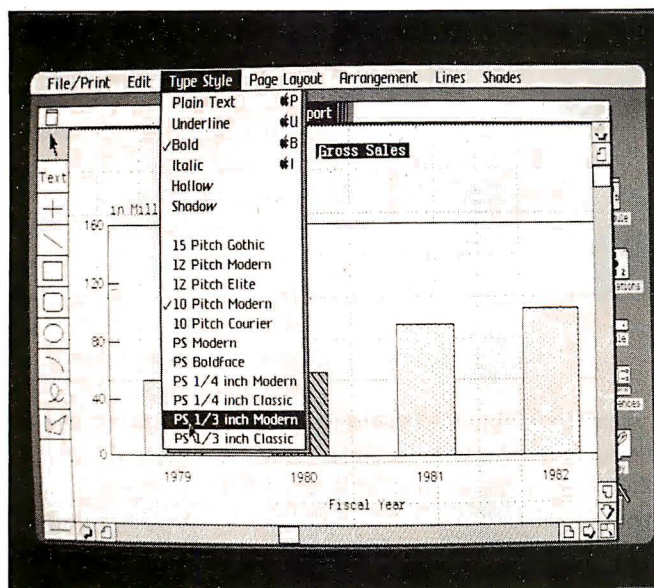 File/Print Edit Type Style Page Layout Arrangement Lines Shades
port
Plain Text P
Underline U
✓Bold B
Italic I
Hollow
Shadow
15 Pitch Gothic
12 Pitch Modern
12 Pitch Elite
✓10 Pitch Modern
10 Pitch Courier
PS Modern
PS Boldface
PS 1/4 inch Modern
PS 1/4 inch Classic
PS 1/3 inch Modern
PS 1/3 inch Classic
Text
Gross Sales
in Mill
160
120
80
40
0
1979 1980 1981 1982
Fiscal Year